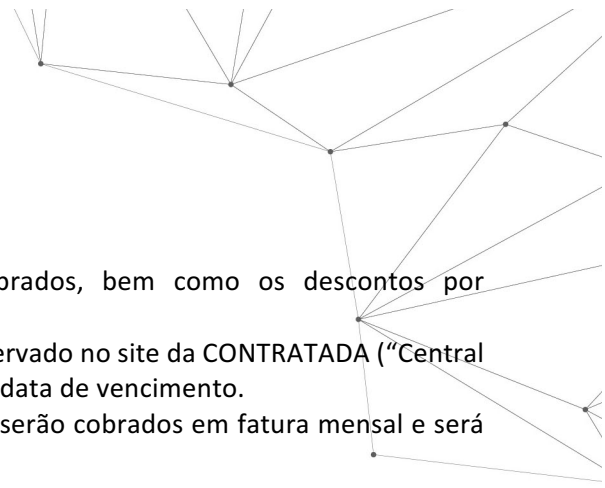 brados, bem como os descontos por
ervado no site da CONTRATADA (“Central
data de vencimento.
serão cobrados em fatura mensal e será